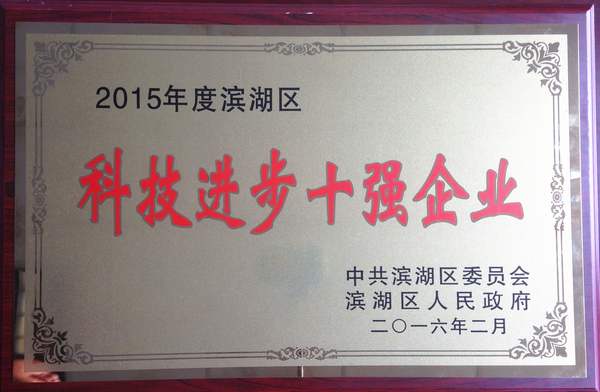 2015年度滨湖区
科技进步十强企业
中共滨湖区委员会
滨湖区人民政府
二〇一六年二月